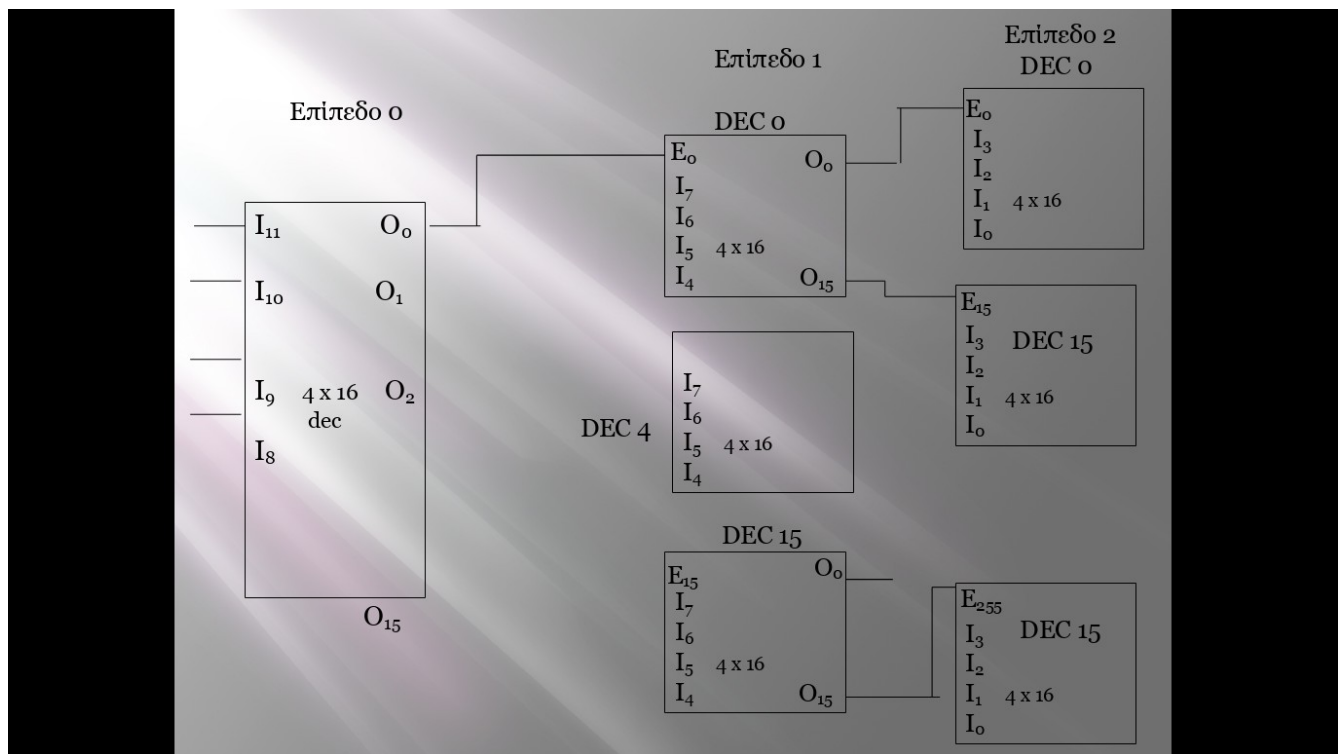 Επίπεδο 0
I₁₁
I₁₀
I₉
I₈
4 x 16
dec
O₀
O₁
O₂
O₁₅
Επίπεδο 1
DEC 0
E₀
I₇
I₆
I₅
I₄
4 x 16
O₀
O₁₅
DEC 4
I₇
I₆
I₅
I₄
4 x 16
DEC 15
E₁₅
I₇
I₆
I₅
I₄
4 x 16
O₀
O₁₅
Επίπεδο 2
DEC 0
E₀
I₃
I₂
I₁
I₀
4 x 16
E₁₅
I₃
I₂
I₁
I₀
DEC 15
4 x 16
E₂₅₅
I₃
I₂
I₁
I₀
DEC 15
4 x 16